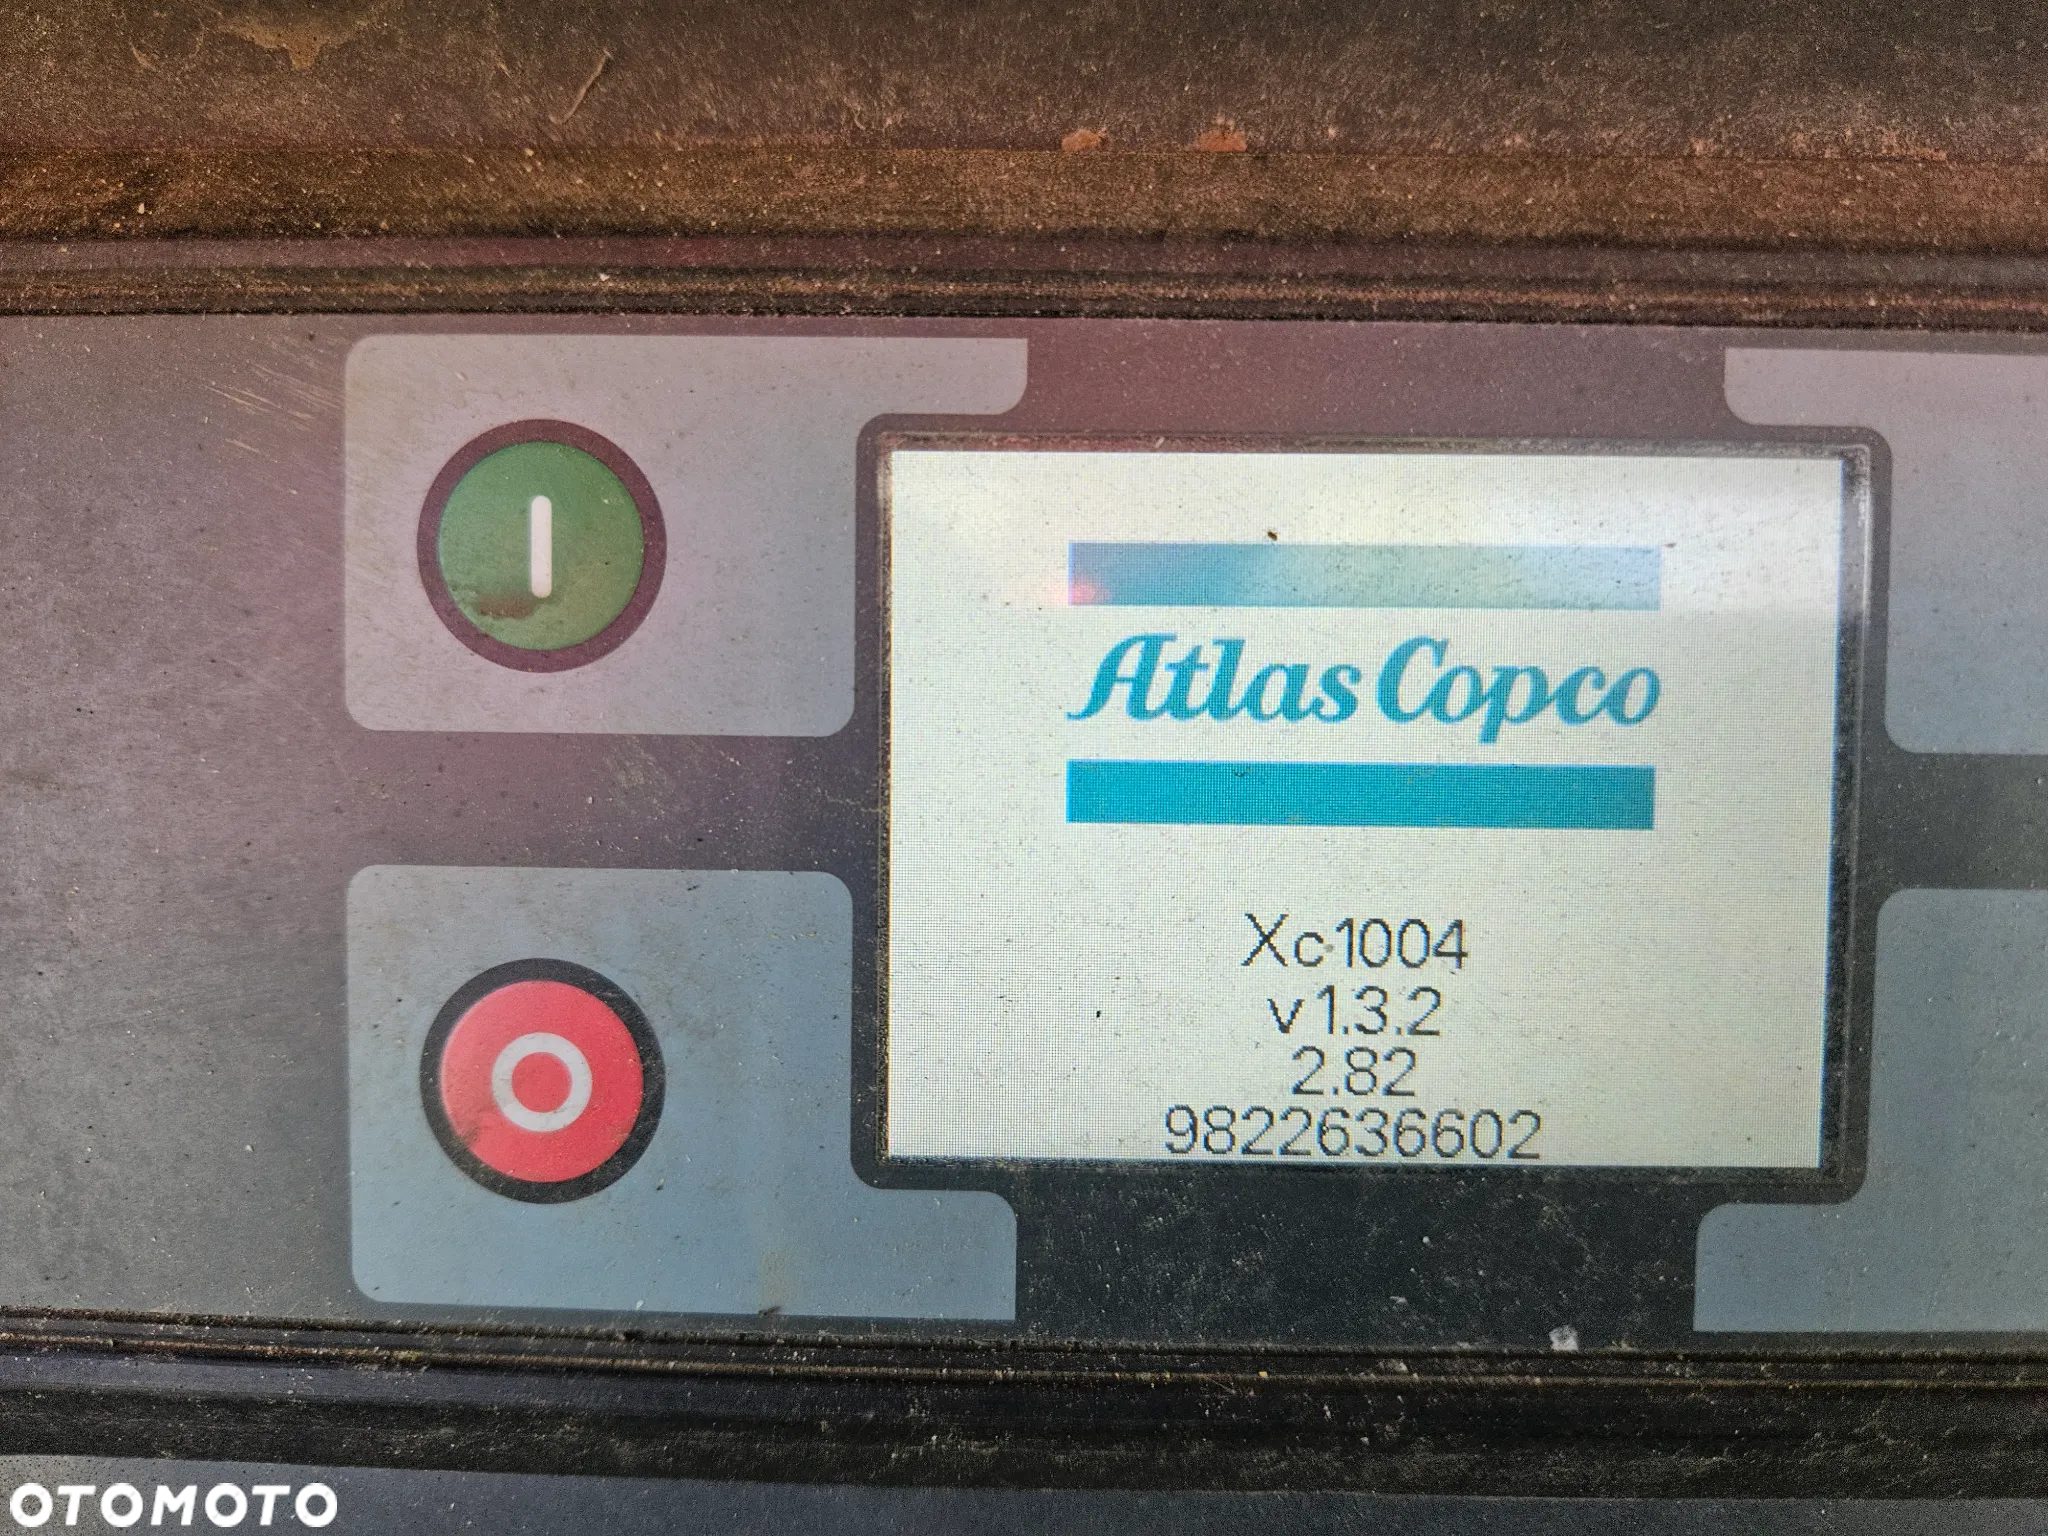 Atlas Copco
Xc1004
v1.3.2
2.82
9822636602
OTOMOTO